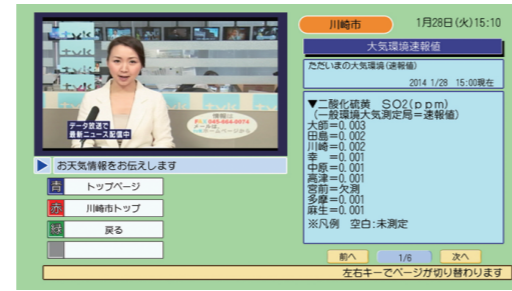 川崎市
1月28日(火)15:10
大気環境速報値
ただいまの大気環境(速報値)
2014 1/28 15:00現在
▼二酸化硫黄 SO2(ppm)
(一般環境大気測定局=速報値)
大師=0.003
田島=0.002
川崎=0.002
幸 =0.001
中原=0.001
高津=0.001
宮前=欠測
多摩=0.001
麻生=0.001
※凡例 空白:未測定
前へ
1/6
次へ
左右キーでページが切り替わります
tvk
データ放送で
最新ニュース配信中
お天気情報をお伝えします
青
トップページ
赤
川崎市トップ
緑
戻る